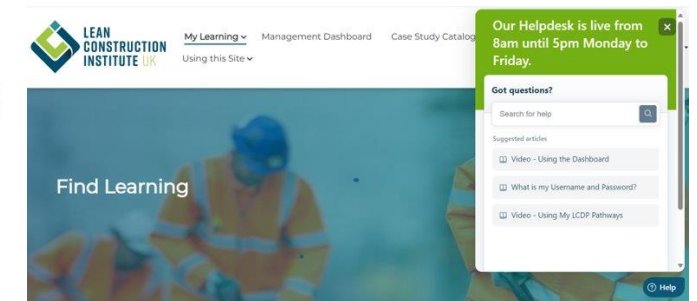 LEAN
CONSTRUCTION
INSTITUTE UK
My Learning
Management Dashboard
Case Study Catalog
Using this Site
Find Learning
Our Helpdesk is live from
8am until 5pm Monday to
Friday.
Got questions?
Search for help
Suggested articles
Video - Using the Dashboard
What is my Username and Password?
Video - Using My LCDP Pathways
Help